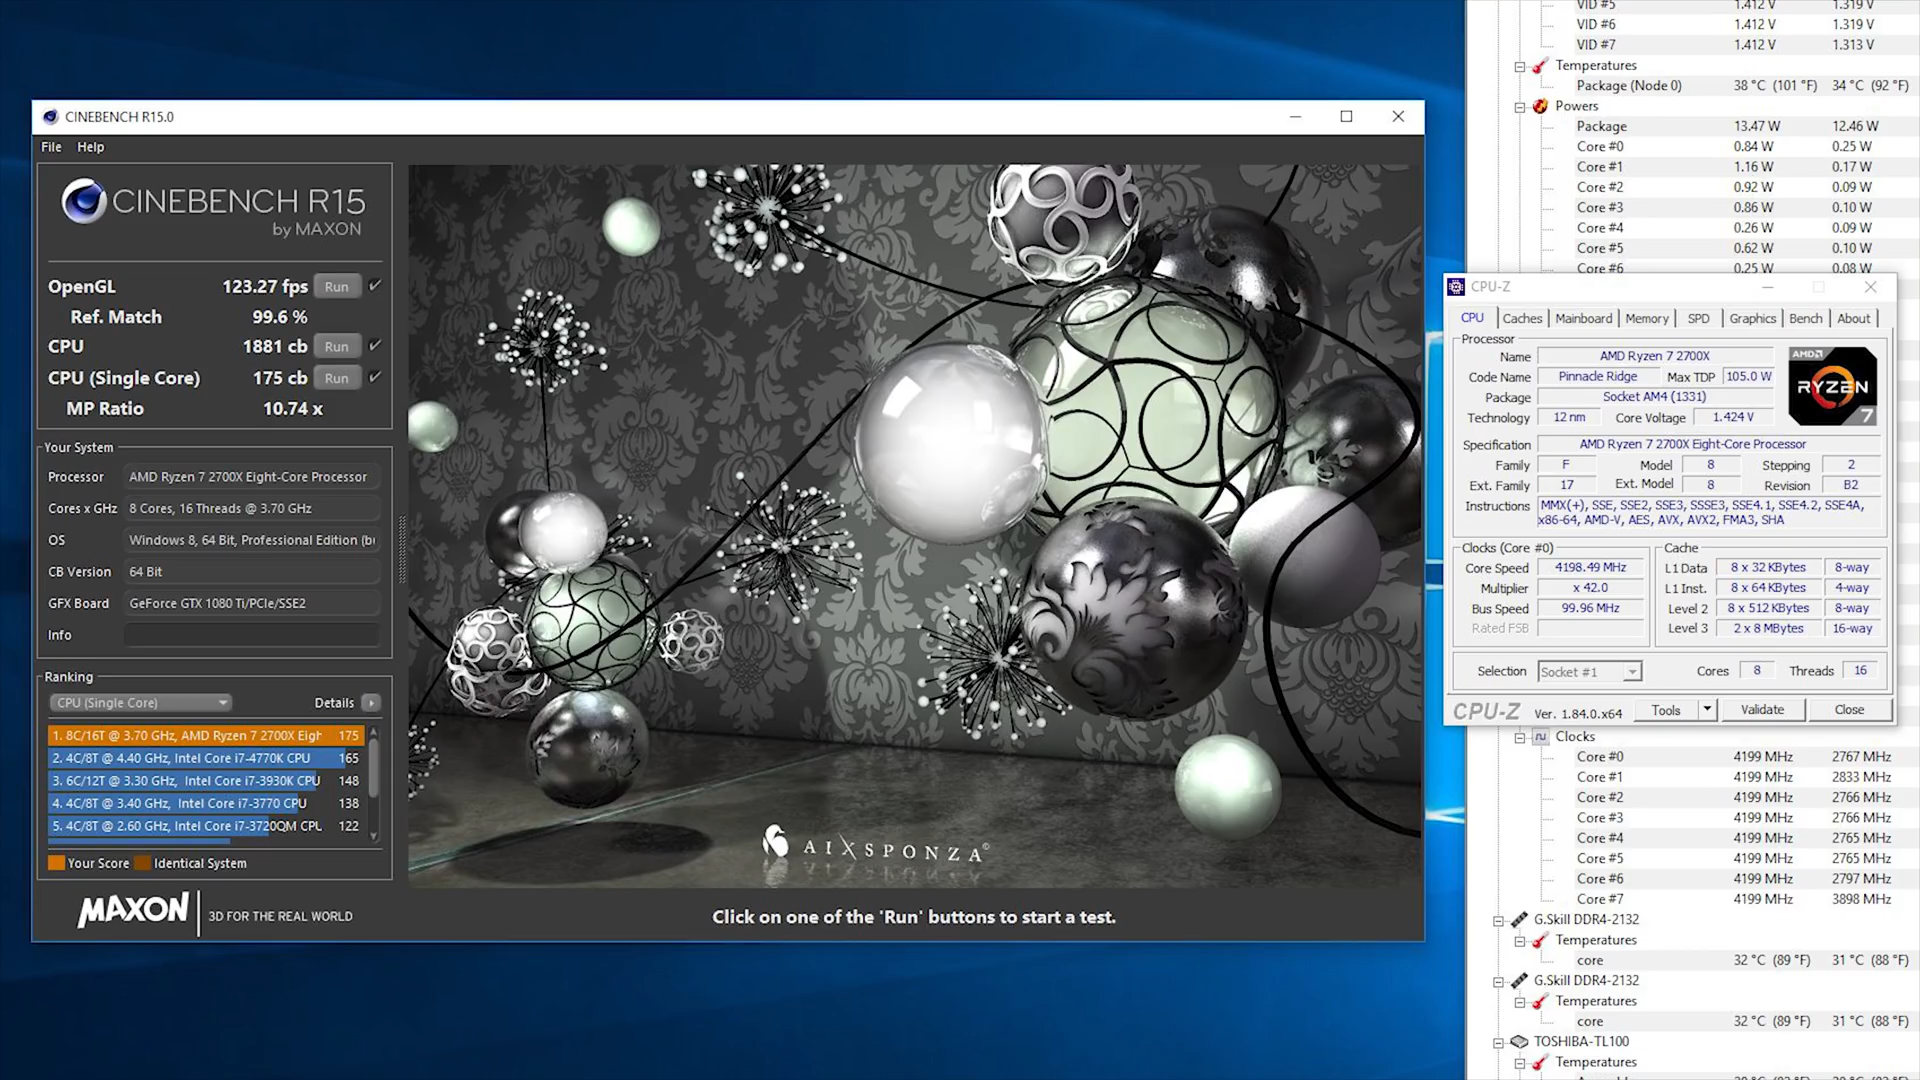 CINEBENCH R15.0
File Help
CINEBENCH R15
by MAXON
OpenGL 123.27 fps Run
Ref. Match 99.6 %
CPU 1881 cb Run
CPU (Single Core) 175 cb Run
MP Ratio 10.74 x
Your System
Processor AMD Ryzen 7 2700X Eight-Core Processor
Cores x GHz 8 Cores, 16 Threads @ 3.70 GHz
OS Windows 8, 64 Bit, Professional Edition (bu
CB Version 64 Bit
GFX Board GeForce GTX 1080 Ti/PCIe/SSE2
Info
Ranking
CPU (Single Core) Details
1. 8C/16T @ 3.70 GHz, AMD Ryzen 7 2700X Eigh 175
2. 4C/8T @ 4.40 GHz, Intel Core i7-4770K CPU 165
3. 6C/12T @ 3.30 GHz, Intel Core i7-3930K CPU 148
4. 4C/8T @ 3.40 GHz, Intel Core i7-3770 CPU 138
5. 4C/8T @ 2.60 GHz, Intel Core i7-3720QM CPU 122
Your Score Identical System
MAXON 3D FOR THE REAL WORLD
AIXSPONZA®
Click on one of the 'Run' buttons to start a test.
VID #5 1.412 V 1.319 V
VID #6 1.412 V 1.319 V
VID #7 1.412 V 1.313 V
Temperatures
Package (Node 0) 38 °C (101 °F) 34 °C (92 °F)
Powers
Package 13.47 W 12.46 W
Core #0 0.84 W 0.25 W
Core #1 1.16 W 0.17 W
Core #2 0.92 W 0.09 W
Core #3 0.86 W 0.10 W
Core #4 0.26 W 0.09 W
Core #5 0.62 W 0.10 W
Core #6 0.25 W 0.08 W
CPU-Z
CPU Caches Mainboard Memory SPD Graphics Bench About
Processor
Name AMD Ryzen 7 2700X
Code Name Pinnacle Ridge Max TDP 105.0 W
Package Socket AM4 (1331)
Technology 12 nm Core Voltage 1.424 V
AMD
RYZEN
7
Specification AMD Ryzen 7 2700X Eight-Core Processor
Family F Model 8 Stepping 2
Ext. Family 17 Ext. Model 8 Revision B2
Instructions MMX(+), SSE, SSE2, SSE3, SSSE3, SSE4.1, SSE4.2, SSE4A,
x86-64, AMD-V, AES, AVX, AVX2, FMA3, SHA
Clocks (Core #0)
Core Speed 4198.49 MHz
Multiplier x 42.0
Bus Speed 99.96 MHz
Rated FSB
Cache
L1 Data 8 x 32 KBytes 8-way
L1 Inst. 8 x 64 KBytes 4-way
Level 2 8 x 512 KBytes 8-way
Level 3 2 x 8 MBytes 16-way
Selection Socket #1 Cores 8 Threads 16
CPU-Z Ver. 1.84.0.x64 Tools Validate Close
Clocks
Core #0 4199 MHz 2767 MHz
Core #1 4199 MHz 2833 MHz
Core #2 4199 MHz 2766 MHz
Core #3 4199 MHz 2766 MHz
Core #4 4199 MHz 2765 MHz
Core #5 4199 MHz 2765 MHz
Core #6 4199 MHz 2797 MHz
Core #7 4199 MHz 3898 MHz
G.Skill DDR4-2132
Temperatures
core 32 °C (89 °F) 31 °C (88 °F)
G.Skill DDR4-2132
Temperatures
core 32 °C (89 °F) 31 °C (88 °F)
TOSHIBA-TL100
Temperatures